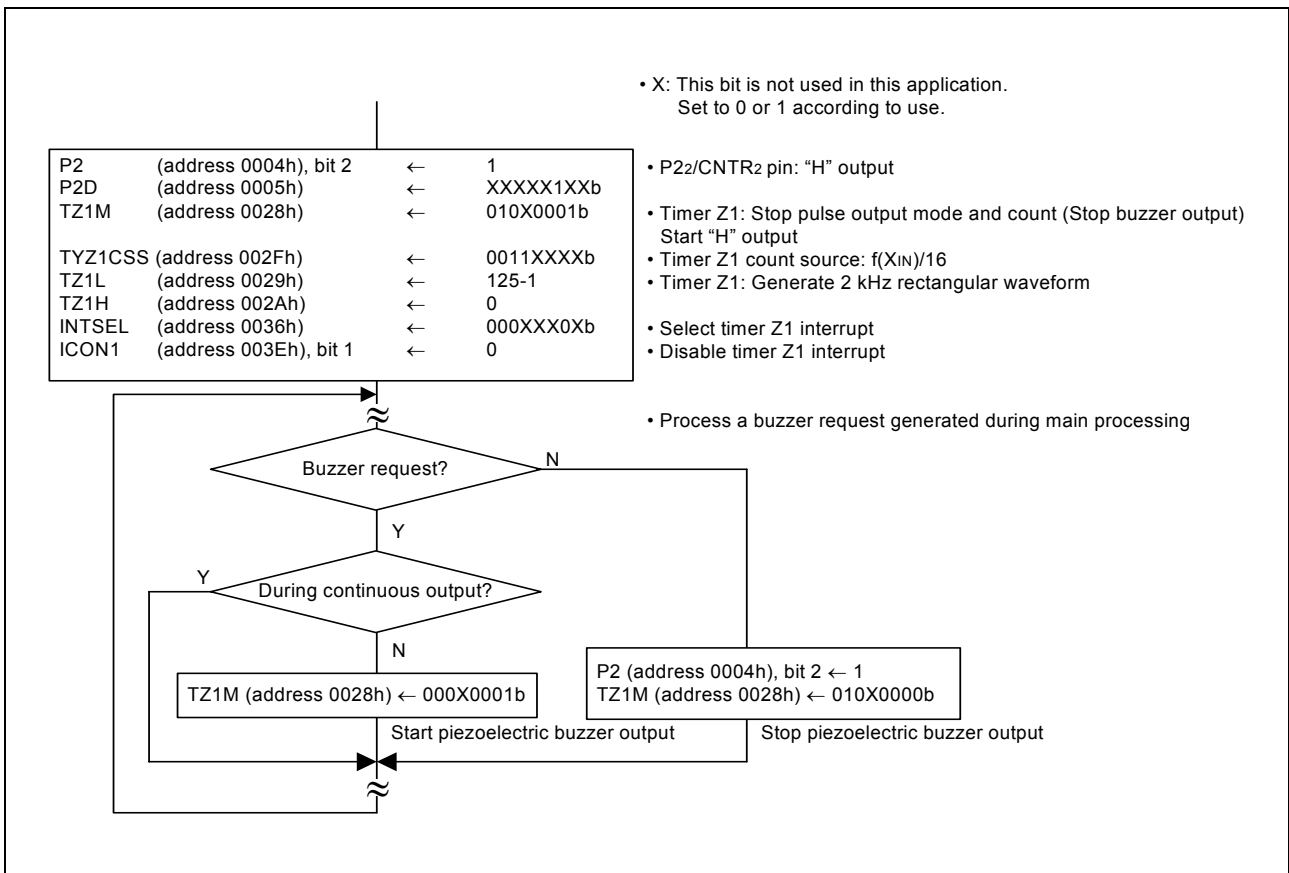 • X: This bit is not used in this application.
Set to 0 or 1 according to use.
P2 (address 0004h), bit 2 ← 1
• P22/CNTR2 pin: “H” output
P2D (address 0005h) ← XXXXX1XXb
TZ1M (address 0028h) ← 010X0001b
• Timer Z1: Stop pulse output mode and count (Stop buzzer output)
Start “H” output
TYZ1CSS (address 002Fh) ← 0011XXXXb
• Timer Z1 count source: f(XIN)/16
TZ1L (address 0029h) ← 125-1
• Timer Z1: Generate 2 kHz rectangular waveform
TZ1H (address 002Ah) ← 0
INTSEL (address 0036h) ← 000XXX0Xb
• Select timer Z1 interrupt
ICON1 (address 003Eh), bit 1 ← 0
• Disable timer Z1 interrupt
• Process a buzzer request generated during main processing
Buzzer request?
N
Y
During continuous output?
Y
N
TZ1M (address 0028h) ← 000X0001b
Start piezoelectric buzzer output
P2 (address 0004h), bit 2 ← 1
TZ1M (address 0028h) ← 010X0000b
Stop piezoelectric buzzer output